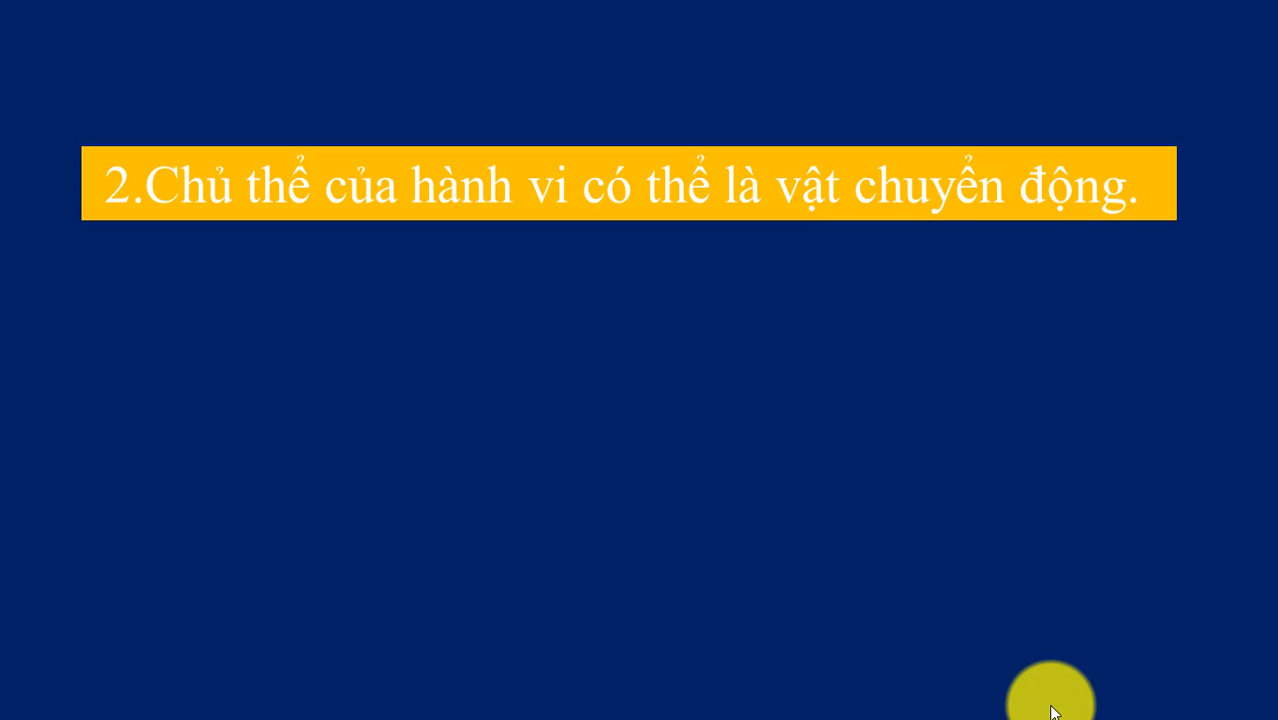 2.Chủ thể của hành vi có thể là vật chuyển động.